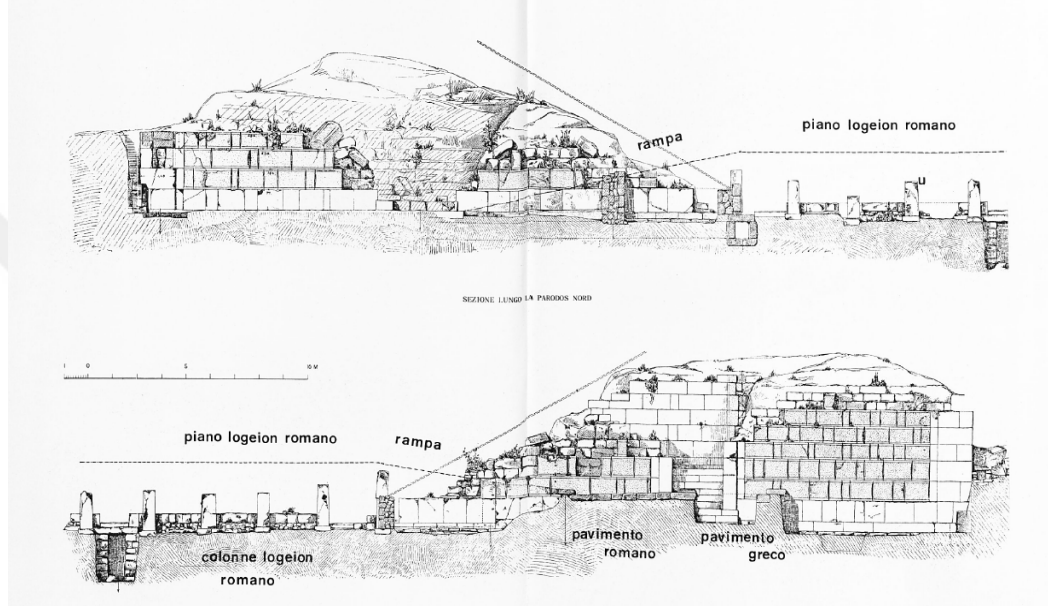 rampa
piano logeion romano
U
SEZIONE LUNGO LA PARODOS NORD
1 0 5 10 M
piano logeion romano
rampa
colonne logeion
romano
pavimento
romano
pavimento
greco